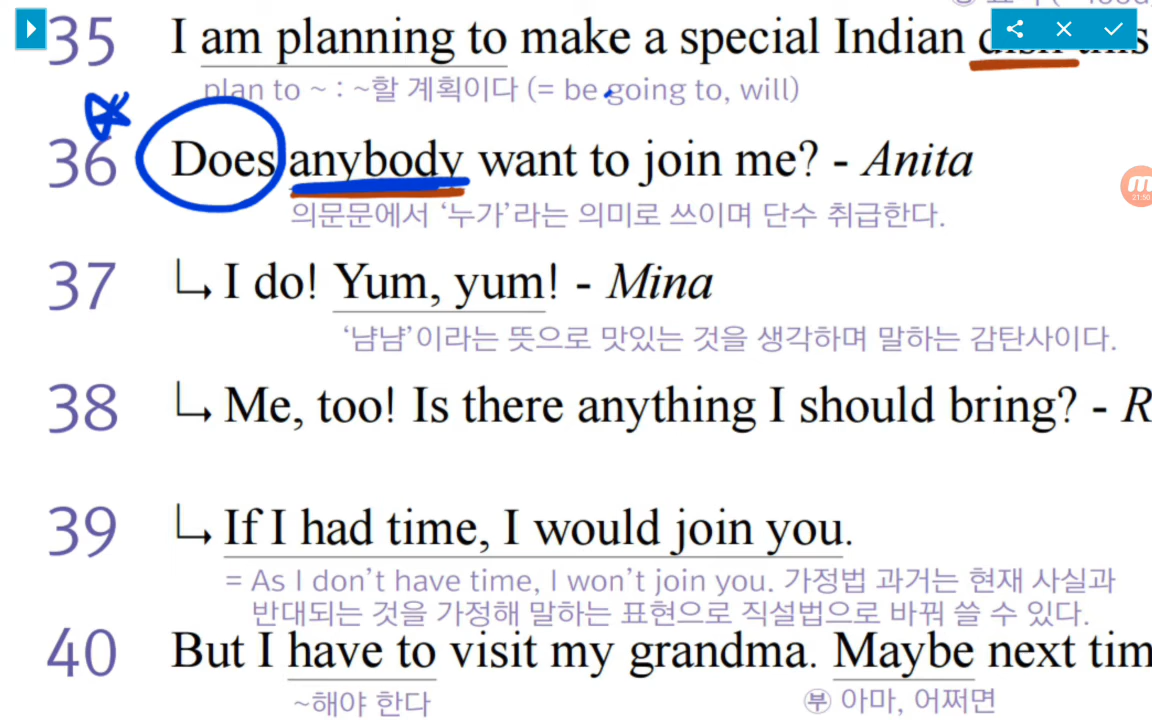 35 I am planning to make a special Indian dish this
plan to ~ : ~할 계획이다 (= be going to, will)
36 Does anybody want to join me? - Anita
의문문에서 ‘누가’라는 의미로 쓰이며 단수 취급한다.
37 ↳ I do! Yum, yum! - Mina
‘냠냠’이라는 뜻으로 맛있는 것을 생각하며 말하는 감탄사이다.
38 ↳ Me, too! Is there anything I should bring? - R
39 ↳ If I had time, I would join you.
= As I don’t have time, I won’t join you. 가정법 과거는 현재 사실과
반대되는 것을 가정해 말하는 표현으로 직설법으로 바꿔 쓸 수 있다.
40 But I have to visit my grandma. Maybe next tim
~해야 한다 ㉮ 아마, 어쩌면